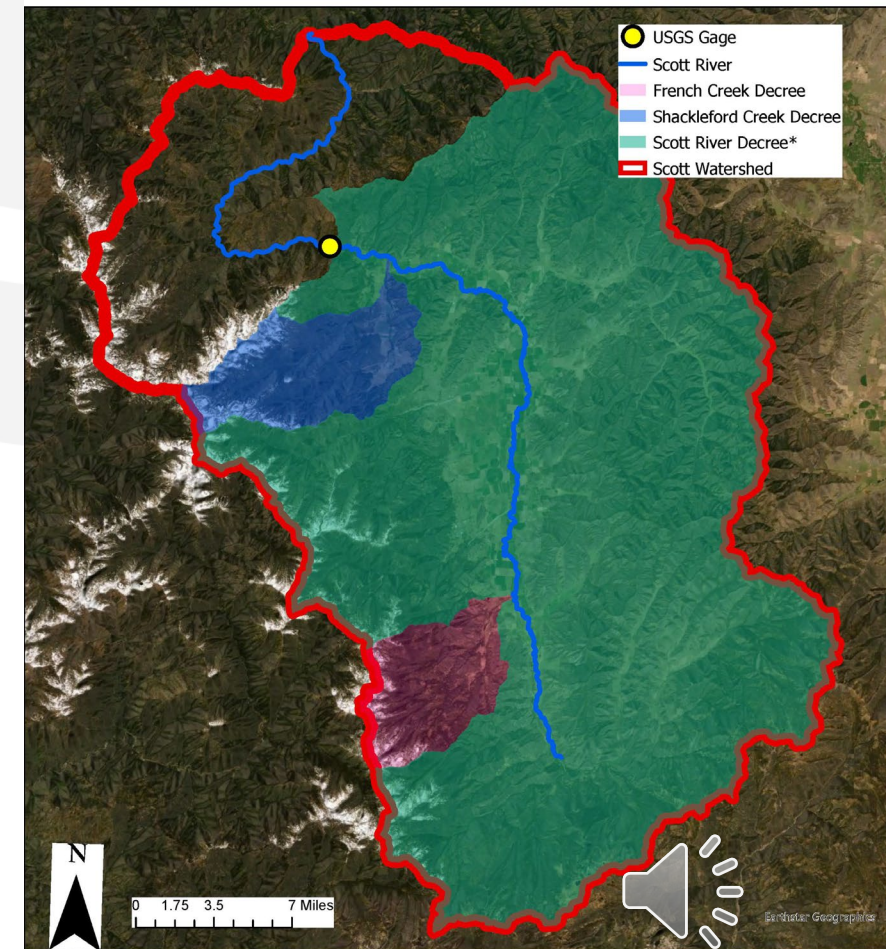 USGS Gage
Scott River
French Creek Decree
Shackleford Creek Decree
Scott River Decree*
Scott Watershed
N
0 1.75 3.5 7 Miles
Earthstar Geographics